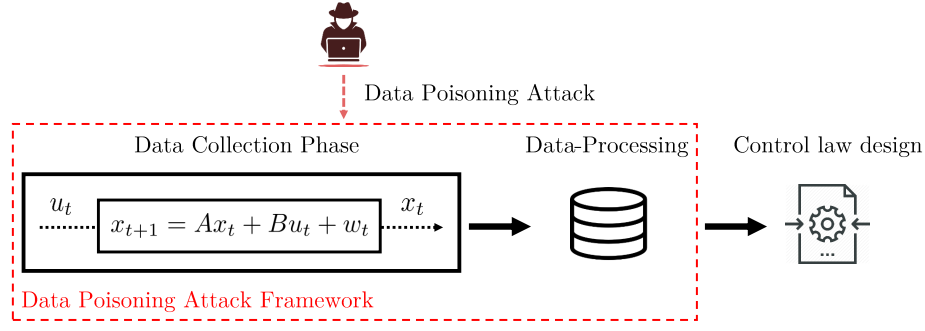 Data Poisoning Attack
Data Collection Phase
Data-Processing
Control law design
u_t
x_{t+1} = Ax_t + Bu_t + w_t
x_t
...
Data Poisoning Attack Framework